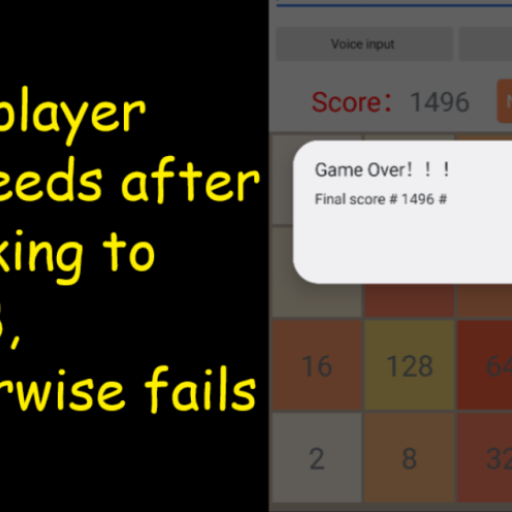 player
eeds after
king to
,
rwise fails
Voice input
Score: 1496
Game Over!!!
Final score # 1496 #
16 128 64
2 8 32